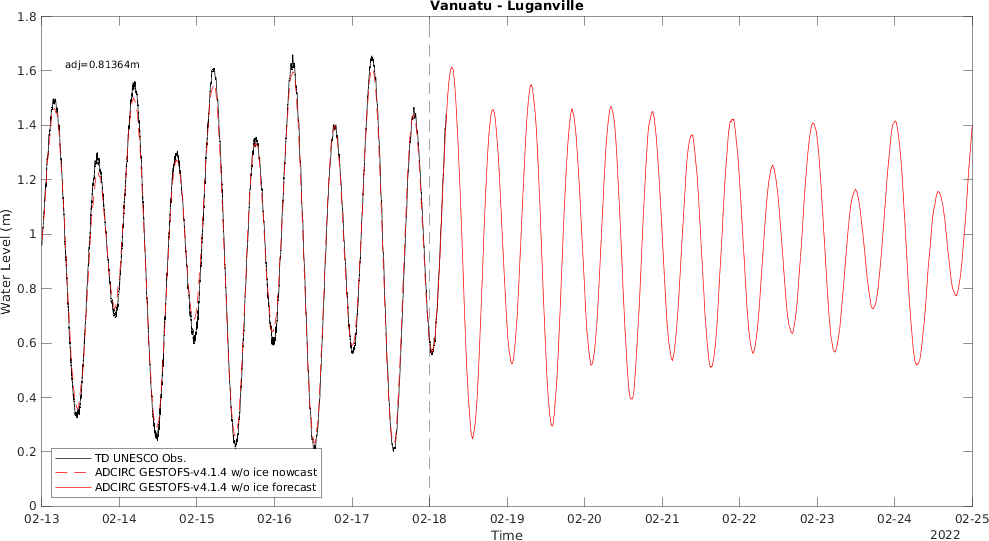 Vanuatu - Luganville
1.8
1.6
1.4
1.2
1
0.8
0.6
0.4
0.2
0
Water Level (m)
adj=0.81364m
TD UNESCO Obs.
ADCIRC GESTOFS-v4.1.4 w/o ice nowcast
ADCIRC GESTOFS-v4.1.4 w/o ice forecast
02-13 02-14 02-15 02-16 02-17 02-18 02-19 02-20 02-21 02-22 02-23 02-24 02-25
Time
2022